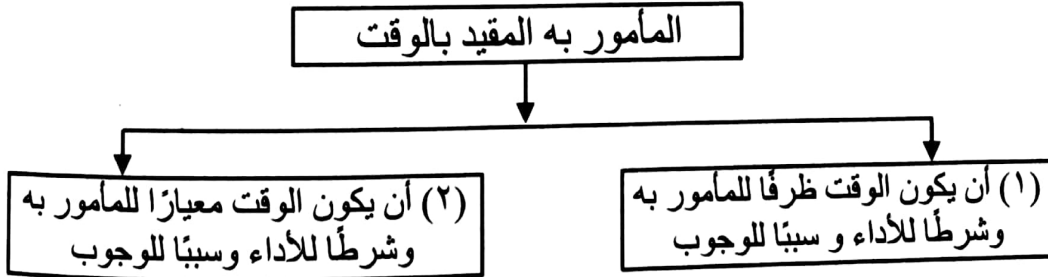 المأمور به المقيد بالوقت
(١) أن يكون الوقت ظرفًا للمأمور به
وشرطًا للأداء و سببًا للوجوب
(٢) أن يكون الوقت معيارًا للمأمور به
وشرطًا للأداء وسببًا للوجوب